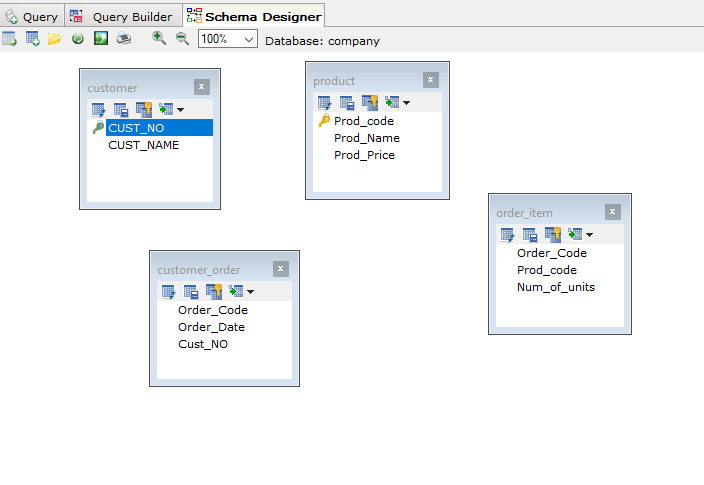 Query Query Builder Schema Designer
100% Database: company
customer
CUST_NO
CUST_NAME
product
Prod_code
Prod_Name
Prod_Price
order_item
Order_Code
Prod_code
Num_of_units
customer_order
Order_Code
Order_Date
Cust_NO